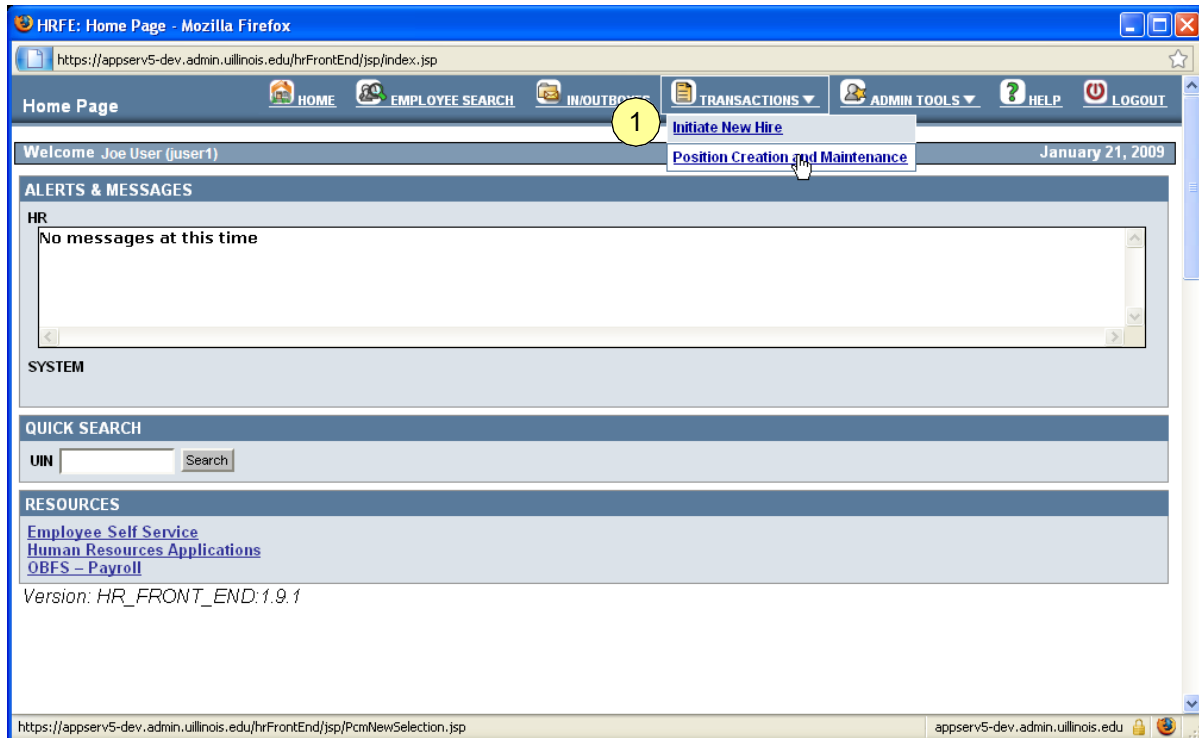 HRFE: Home Page - Mozilla Firefox
https://appserv5-dev.admin.uillinois.edu/hrFrontEnd/jsp/index.jsp
Home Page HOME EMPLOYEE SEARCH IN/OUTBOXES TRANSACTIONS ADMIN TOOLS HELP LOGOUT
1
Initiate New Hire
Position Creation and Maintenance
Welcome Joe User (juser1) January 21, 2009
ALERTS & MESSAGES
HR
No messages at this time
SYSTEM
QUICK SEARCH
UIN Search
RESOURCES
Employee Self Service
Human Resources Applications
OBFS – Payroll
Version: HR_FRONT_END:1.9.1
https://appserv5-dev.admin.uillinois.edu/hrFrontEnd/jsp/PcmNewSelection.jsp appserv5-dev.admin.uillinois.edu